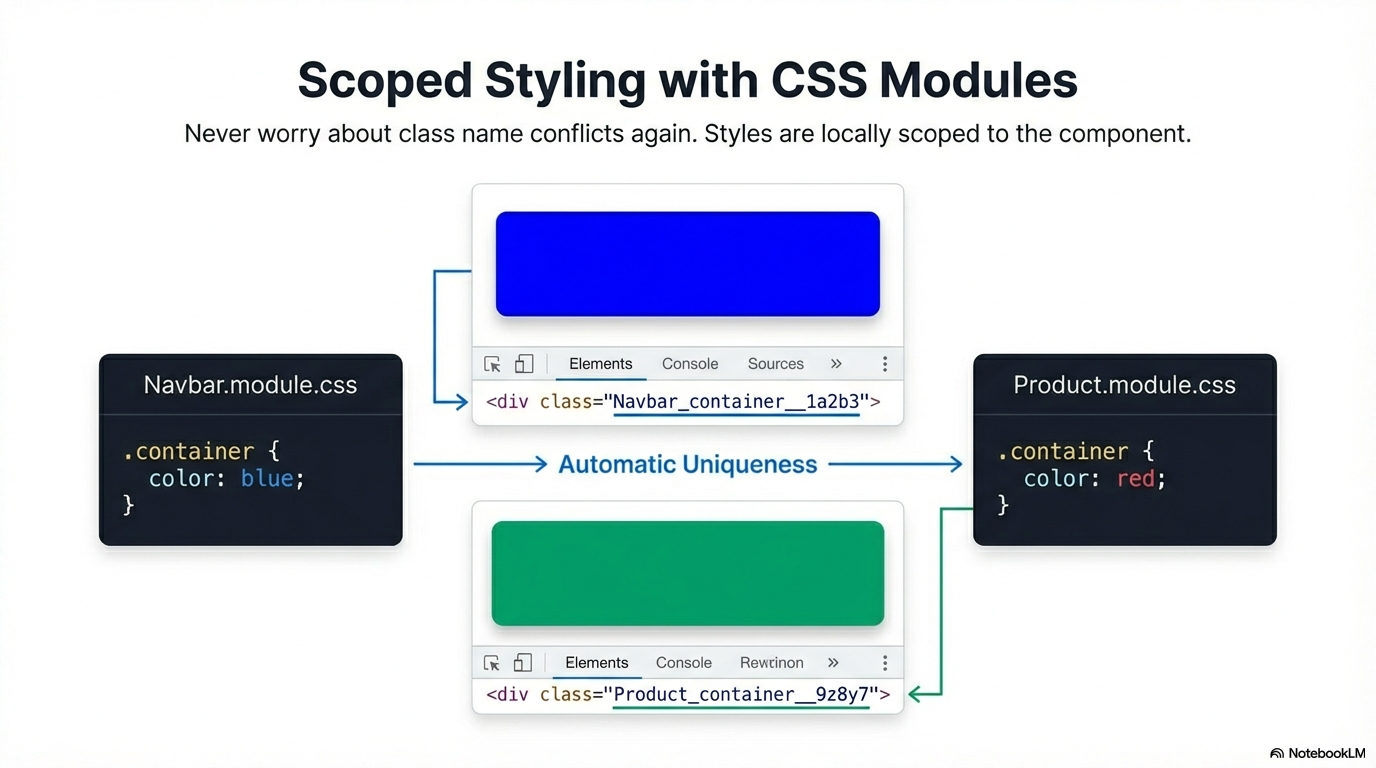 Scoped Styling with CSS Modules
Never worry about class name conflicts again. Styles are locally scoped to the component.
Navbar.module.css
.container {
color: blue;
}
Elements Console Sources »
<div class="Navbar_container__1a2b3">
Automatic Uniqueness
Elements Console Rewrinon »
<div class="Product_container__9z8y7">
Product.module.css
.container {
color: red;
}
NotebookLM